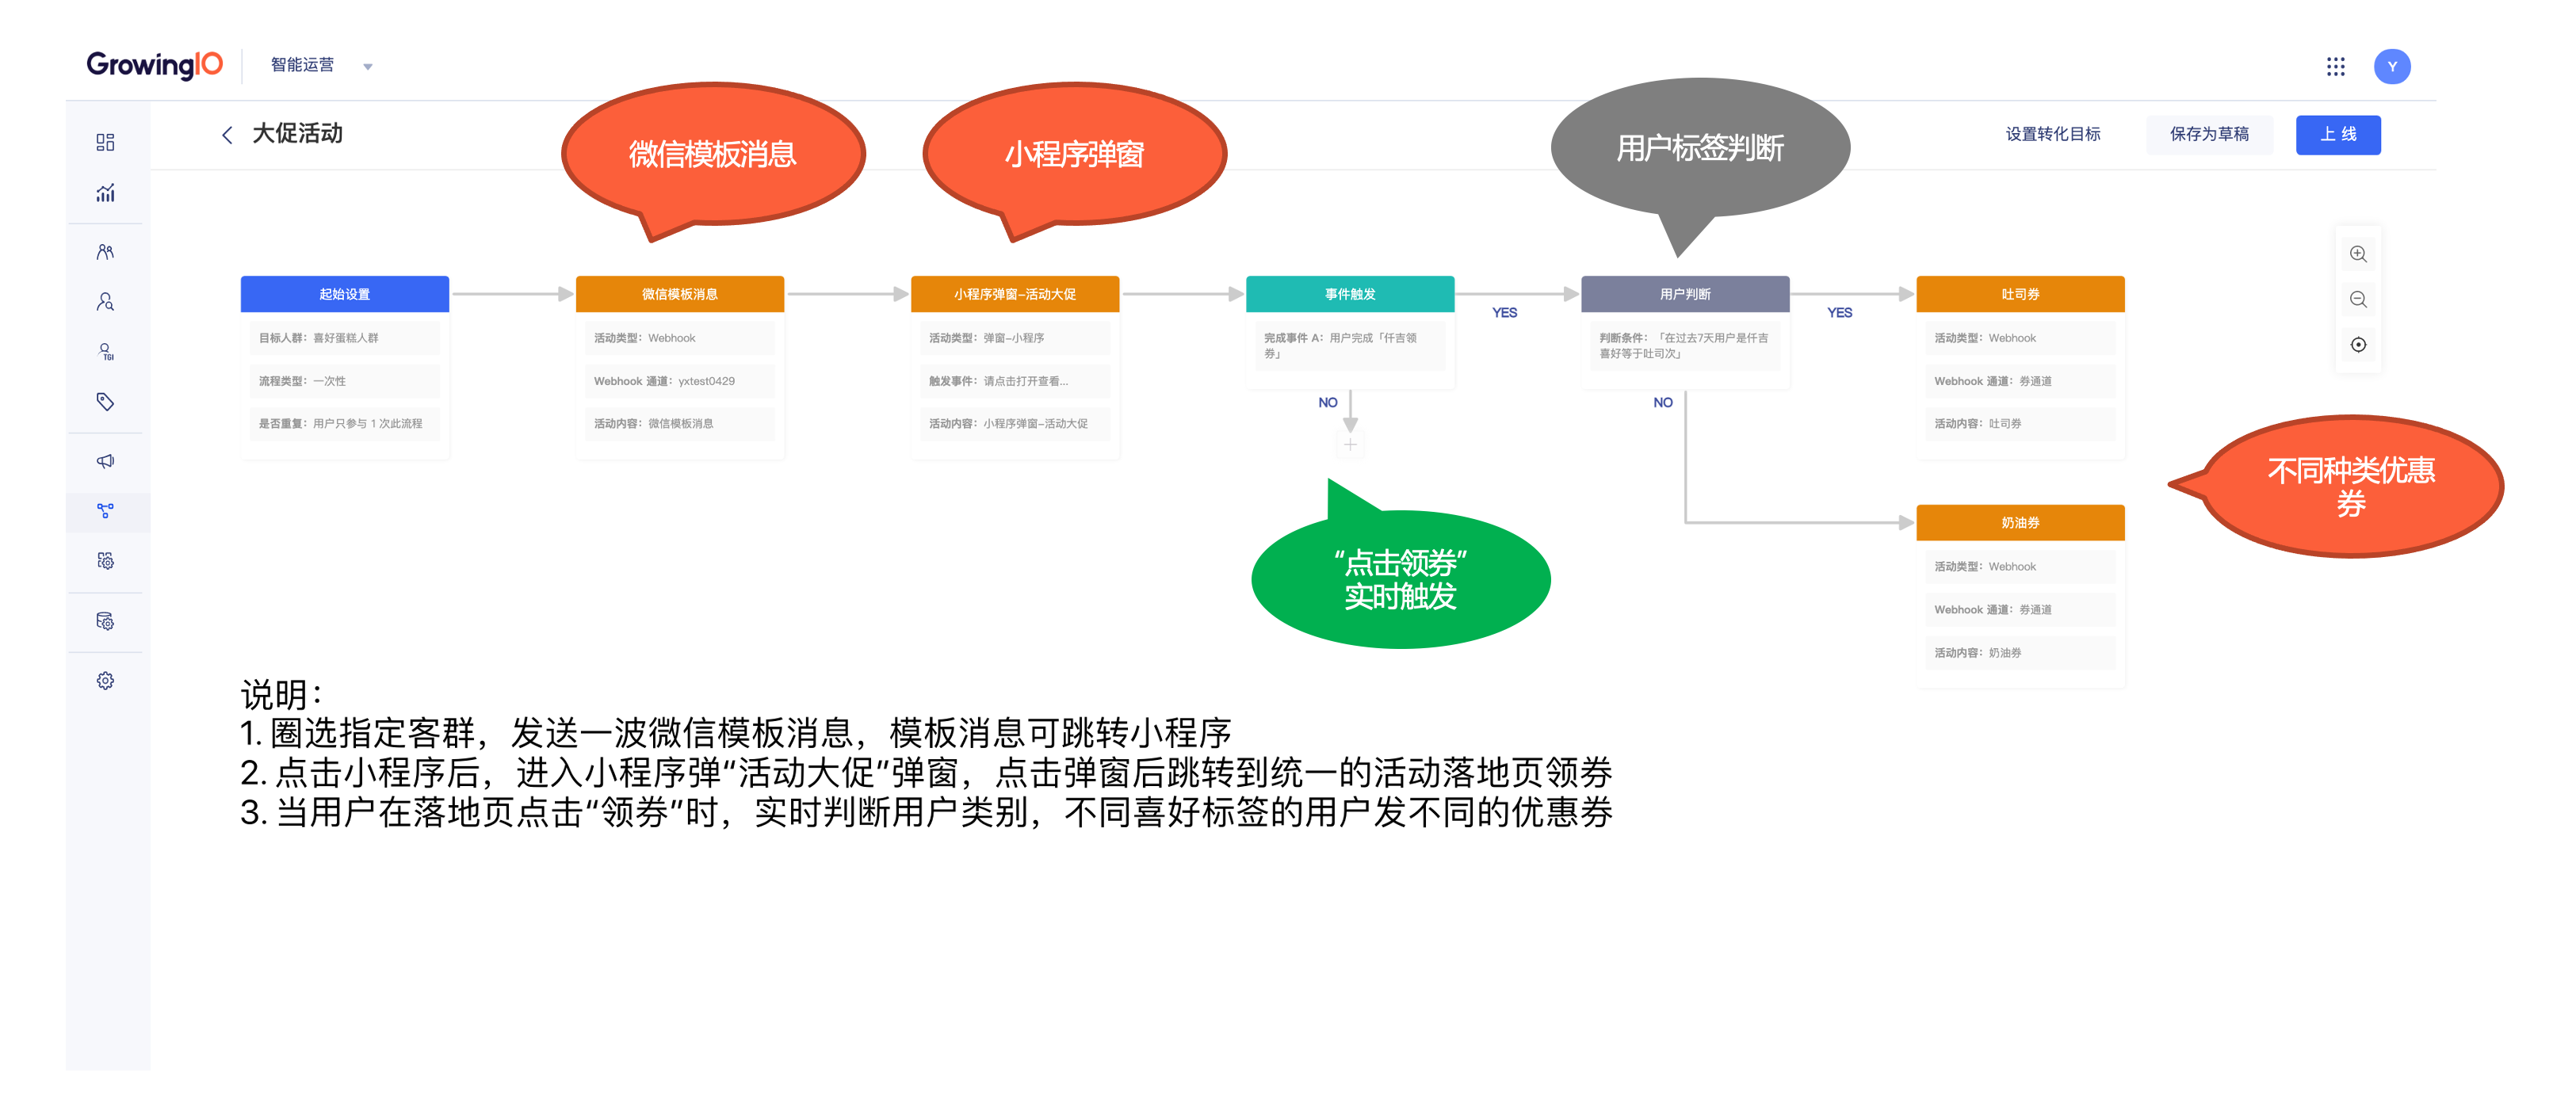 GrowingIO
智能运营
Y
大促活动
设置转化目标
保存为草稿
上 线
微信模板消息
小程序弹窗
用户标签判断
起始设置
目标人群：喜好蛋糕人群
流程类型：一次性
是否重复：用户只参与 1 次此流程
微信模板消息
活动类型：Webhook
Webhook 通道：yxtest0429
活动内容：微信模板消息
小程序弹窗-活动大促
活动类型：弹窗-小程序
触发事件：请点击打开查看...
活动内容：小程序弹窗-活动大促
事件触发
完成事件 A：用户完成「仟吉领
券」
YES
NO
用户判断
判断条件：「在过去7天用户是仟吉
喜好等于吐司次」
YES
NO
吐司券
活动类型：Webhook
Webhook 通道：券通道
活动内容：吐司券
奶油券
活动类型：Webhook
Webhook 通道：券通道
活动内容：奶油券
不同种类优惠
券
“点击领券”
实时触发
TGI
说明：
1. 圈选指定客群，发送一波微信模板消息，模板消息可跳转小程序
2. 点击小程序后，进入小程序弹“活动大促”弹窗，点击弹窗后跳转到统一的活动落地页领券
3. 当用户在落地页点击“领券”时，实时判断用户类别，不同喜好标签的用户发不同的优惠券